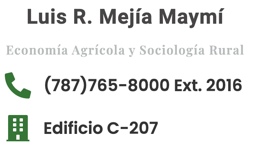 Luis R. Mejía Maymí
Economía Agrícola y Sociología Rural
(787)765-8000 Ext. 2016
Edificio C-207